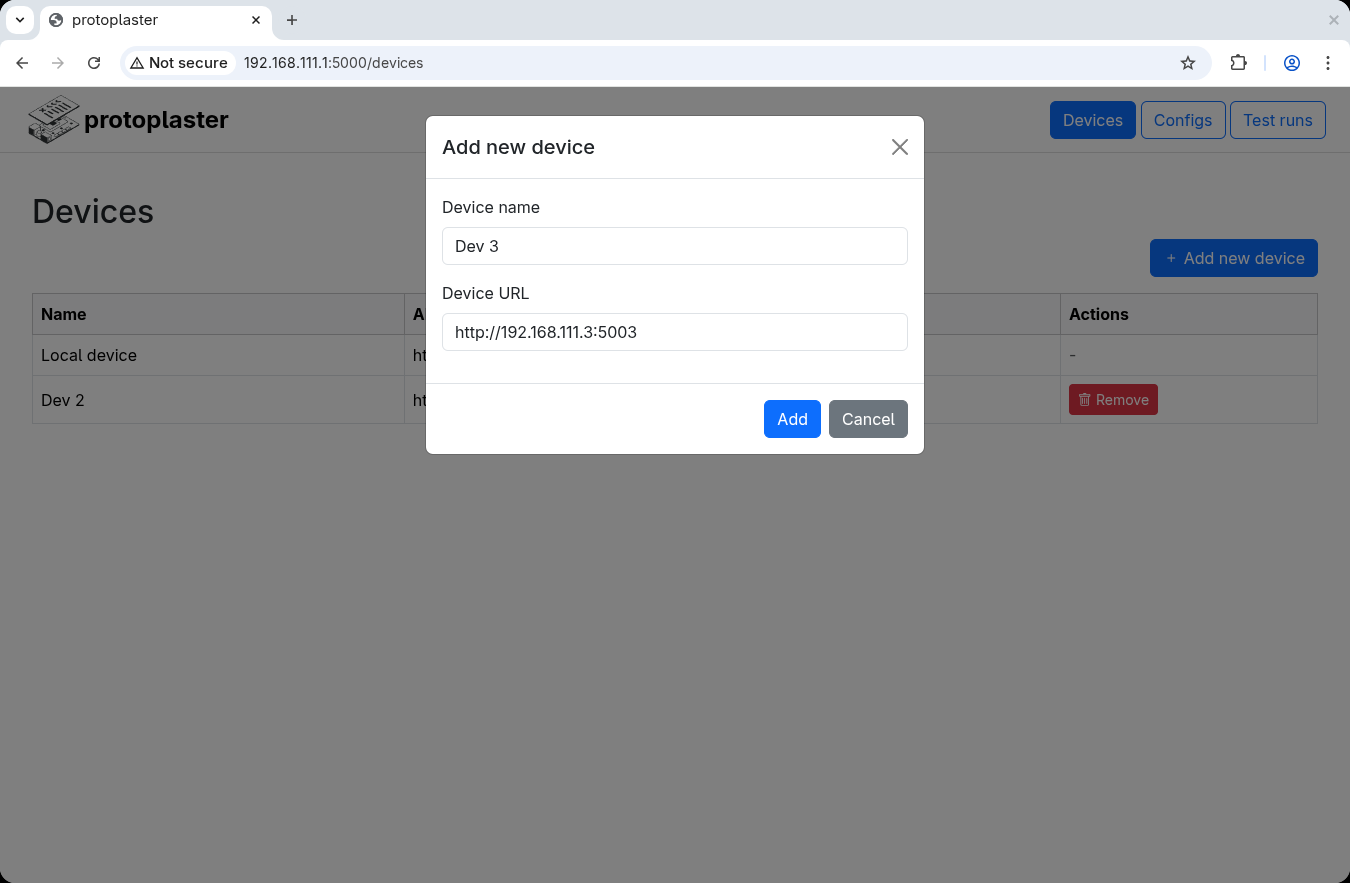 protoplaster
Not secure 192.168.111.1:5000/devices
protoplaster
Devices Configs Test runs
Add new device
Device name
Dev 3
Device URL
http://192.168.111.3:5003
Add Cancel
Devices
+ Add new device
Name A Actions
Local device ht -
Dev 2 ht Remove